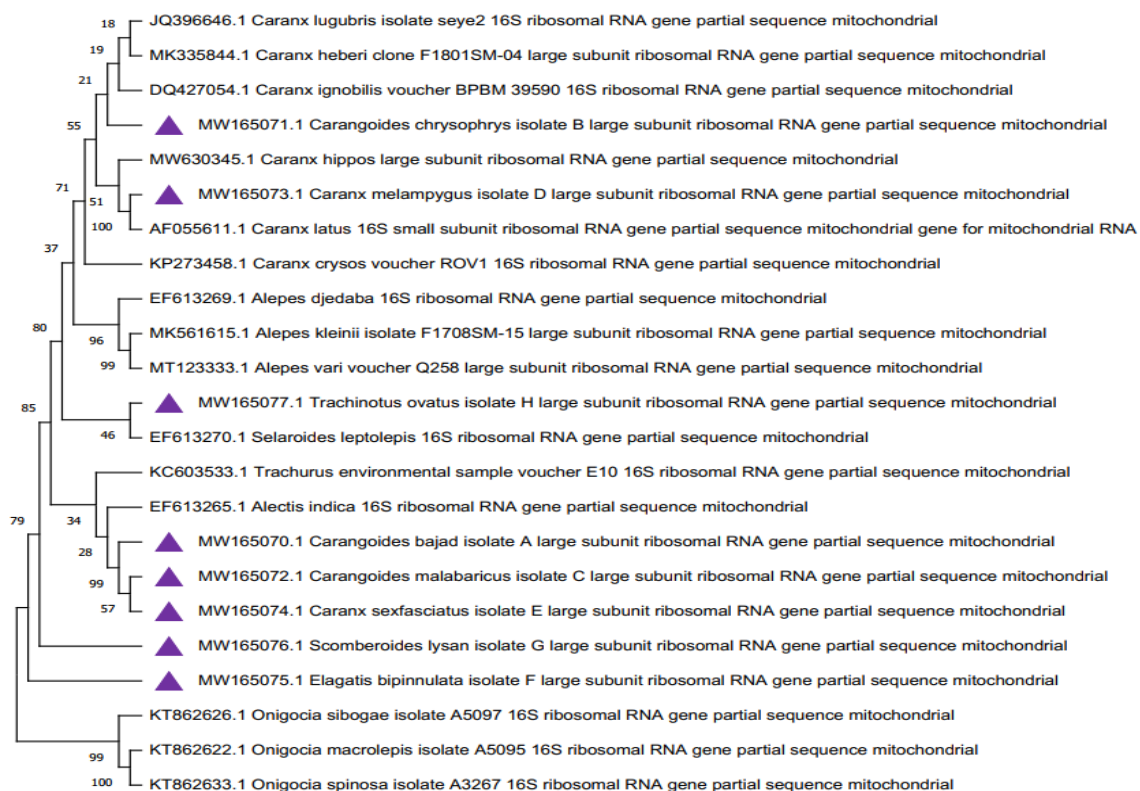 18
JQ396646.1 Caranx lugubris isolate seye2 16S ribosomal RNA gene partial sequence mitochondrial
19
MK335844.1 Caranx heberi clone F1801SM-04 large subunit ribosomal RNA gene partial sequence mitochondrial
21
DQ427054.1 Caranx ignobilis voucher BPBM 39590 16S ribosomal RNA gene partial sequence mitochondrial
55
MW165071.1 Carangoides chrysophrys isolate B large subunit ribosomal RNA gene partial sequence mitochondrial
MW630345.1 Caranx hippos large subunit ribosomal RNA gene partial sequence mitochondrial
71
51
MW165073.1 Caranx melampygus isolate D large subunit ribosomal RNA gene partial sequence mitochondrial
100
AF055611.1 Caranx latus 16S small subunit ribosomal RNA gene partial sequence mitochondrial gene for mitochondrial RNA
37
KP273458.1 Caranx crysos voucher ROV1 16S ribosomal RNA gene partial sequence mitochondrial
EF613269.1 Alepes djedaba 16S ribosomal RNA gene partial sequence mitochondrial
80
96
MK561615.1 Alepes kleinii isolate F1708SM-15 large subunit ribosomal RNA gene partial sequence mitochondrial
99
MT123333.1 Alepes vari voucher Q258 large subunit ribosomal RNA gene partial sequence mitochondrial
85
MW165077.1 Trachinotus ovatus isolate H large subunit ribosomal RNA gene partial sequence mitochondrial
46
EF613270.1 Selaroides leptolepis 16S ribosomal RNA gene partial sequence mitochondrial
KC603533.1 Trachurus environmental sample voucher E10 16S ribosomal RNA gene partial sequence mitochondrial
79
34
EF613265.1 Alectis indica 16S ribosomal RNA gene partial sequence mitochondrial
28
MW165070.1 Carangoides bajad isolate A large subunit ribosomal RNA gene partial sequence mitochondrial
99
MW165072.1 Carangoides malabaricus isolate C large subunit ribosomal RNA gene partial sequence mitochondrial
57
MW165074.1 Caranx sexfasciatus isolate E large subunit ribosomal RNA gene partial sequence mitochondrial
MW165076.1 Scomberoides lysan isolate G large subunit ribosomal RNA gene partial sequence mitochondrial
MW165075.1 Elagatis bipinnulata isolate F large subunit ribosomal RNA gene partial sequence mitochondrial
KT862626.1 Onigocia sibogae isolate A5097 16S ribosomal RNA gene partial sequence mitochondrial
99
KT862622.1 Onigocia macrolepis isolate A5095 16S ribosomal RNA gene partial sequence mitochondrial
100
KT862633.1 Onigocia spinosa isolate A3267 16S ribosomal RNA gene partial sequence mitochondrial